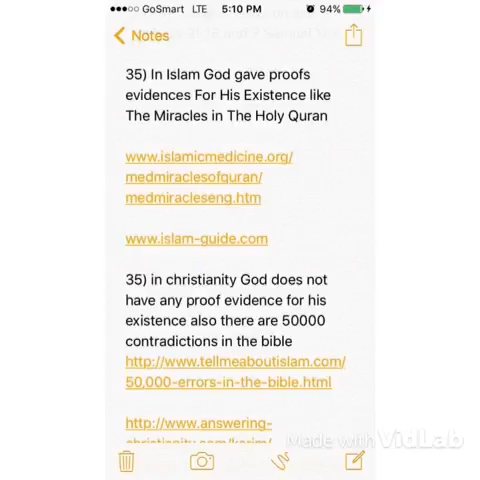 GoSmart LTE 5:10 PM 94%
Notes
35) In Islam God gave proofs
evidences For His Existence like
The Miracles in The Holy Quran
www.islamicmedicine.org/
medmiraclesofquran/
medmiracleseng.htm
www.islam-guide.com
35) in christianity God does not
have any proof evidence for his
existence also there are 50000
contradictions in the bible
http://www.tellmeaboutislam.com/
50,000-errors-in-the-bible.html
http://www.answering-
christianity.com/karim/
Made with VidLab